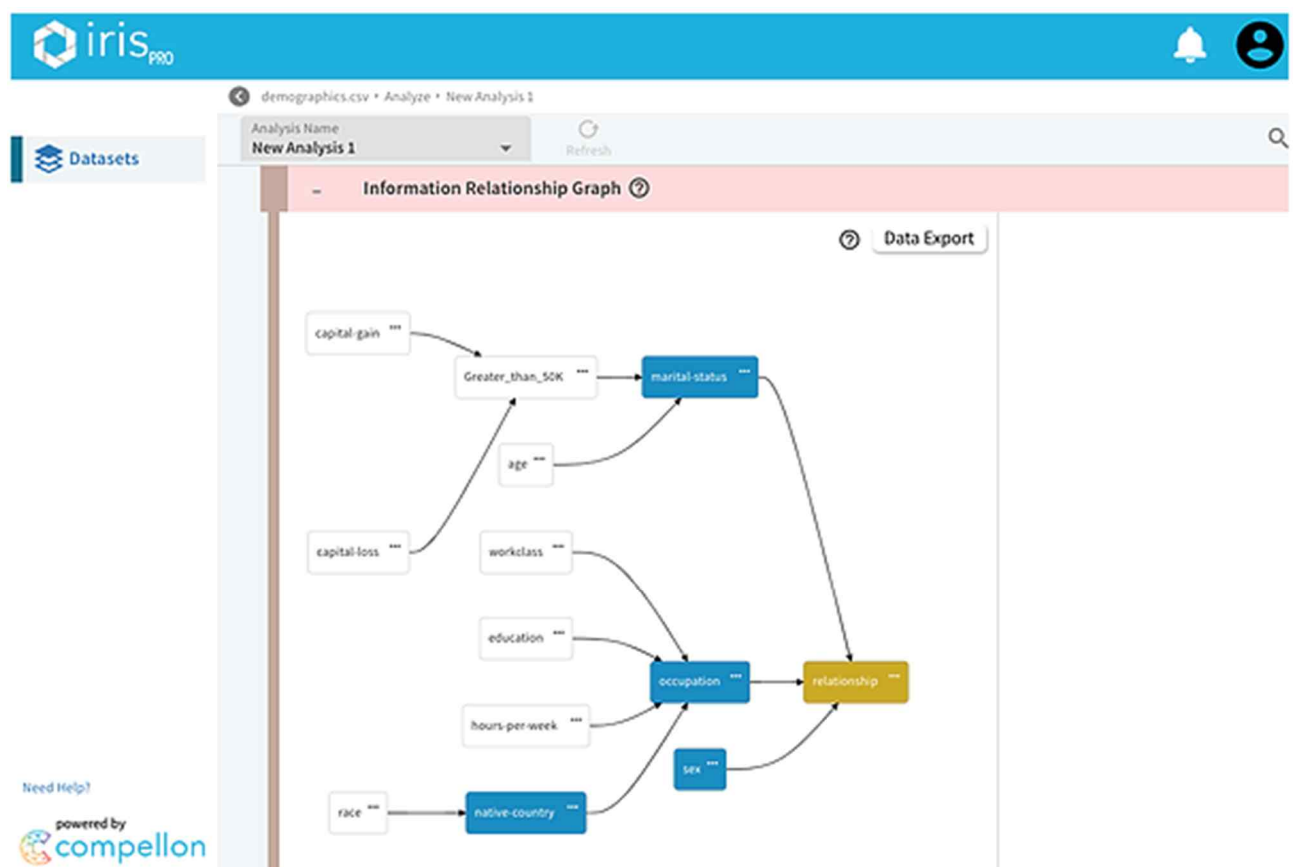 iris PRO
demographics.csv • Analyze • New Analysis 1
Analysis Name
New Analysis 1
Refresh
Datasets
– Information Relationship Graph ?
? Data Export
capital-gain ...
Greater_than_50K ...
marital-status ...
age ...
capital-loss ...
workclass ...
education ...
occupation ...
relationship ...
hours-per-week ...
sex ...
race ...
native-country ...
Need Help?
powered by
compellon